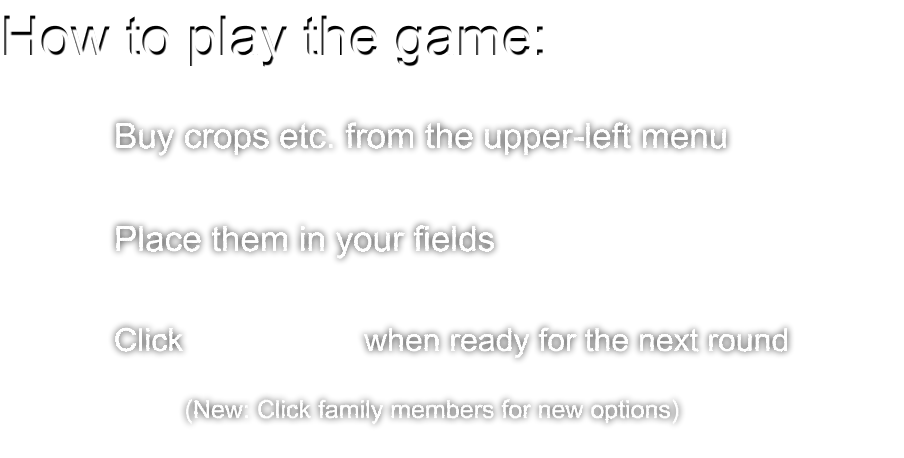 How to play the game:
Buy crops etc. from the upper-left menu
Place them in your fields
Click when ready for the next round
(New: Click family members for new options)